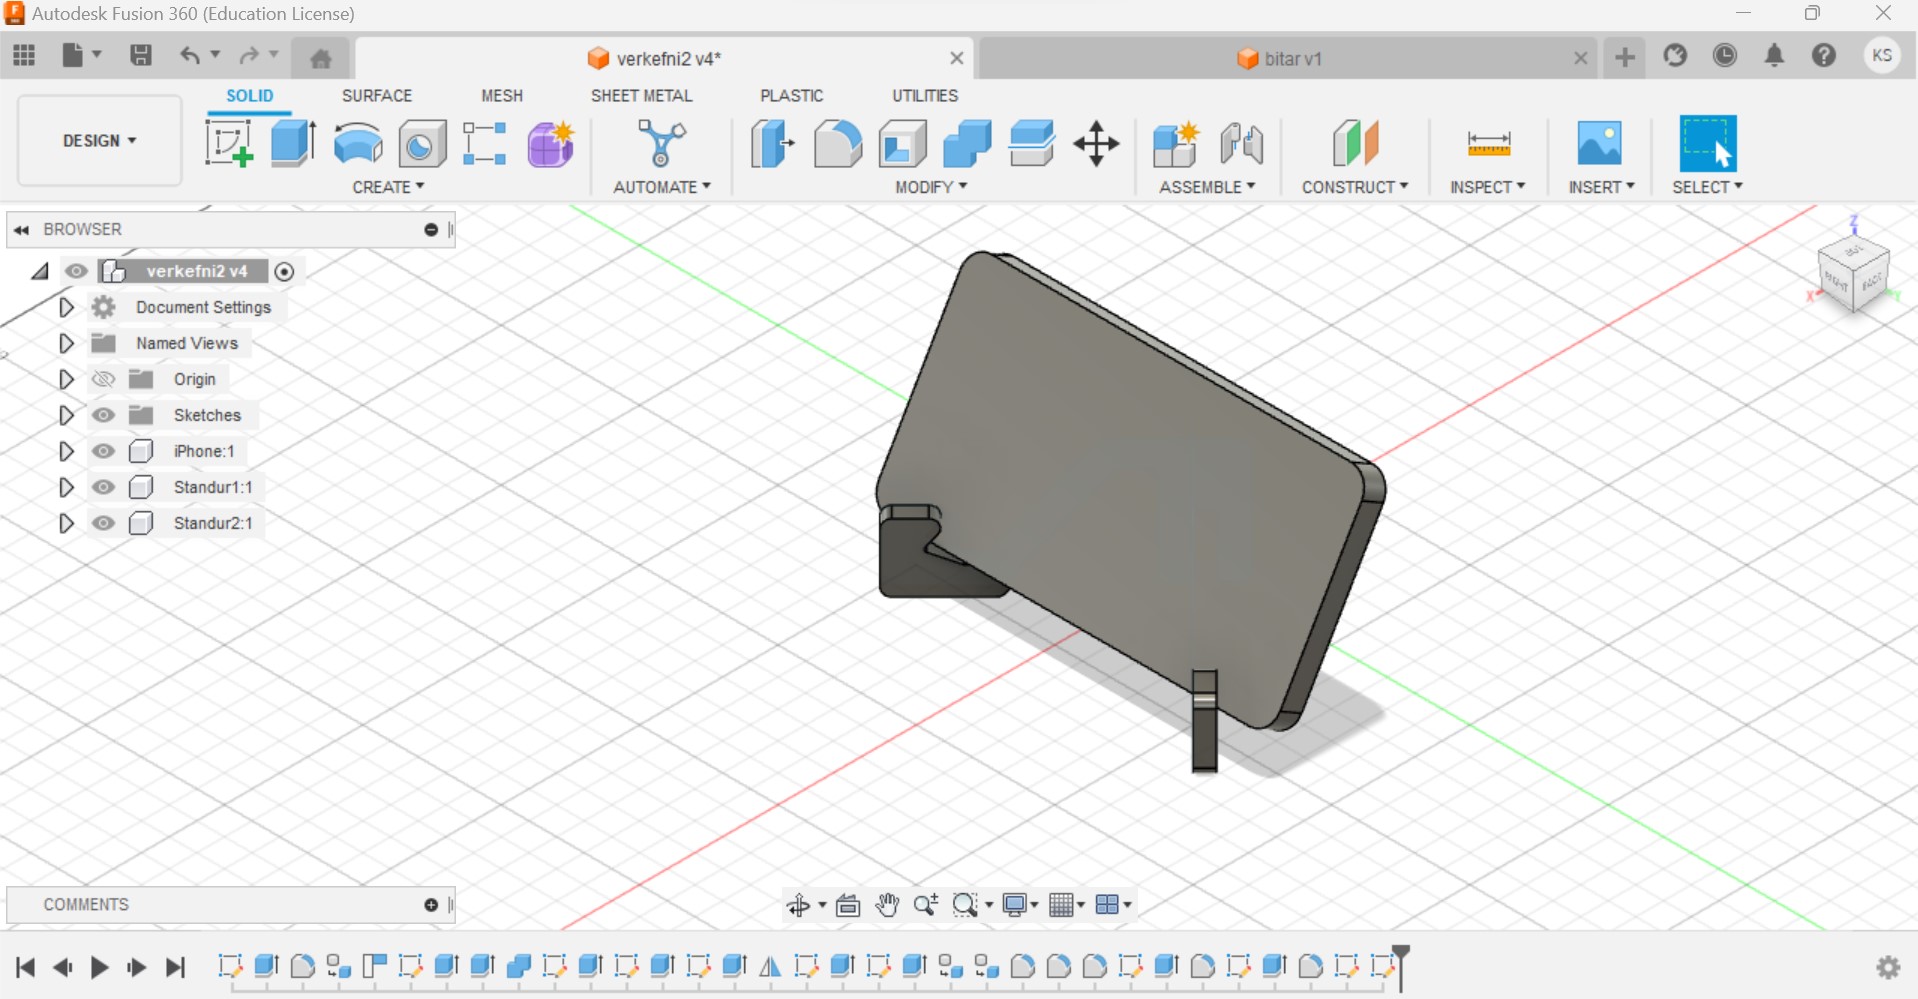 Autodesk Fusion 360 (Education License)
verkefni2 v4*
bitar v1
KS
SOLID
SURFACE
MESH
SHEET METAL
PLASTIC
UTILITIES
DESIGN
CREATE
AUTOMATE
MODIFY
ASSEMBLE
CONSTRUCT
INSPECT
INSERT
SELECT
BROWSER
verkefni2 v4
Document Settings
Named Views
Origin
Sketches
iPhone:1
Standur1:1
Standur2:1
Z
X
Y
COMMENTS